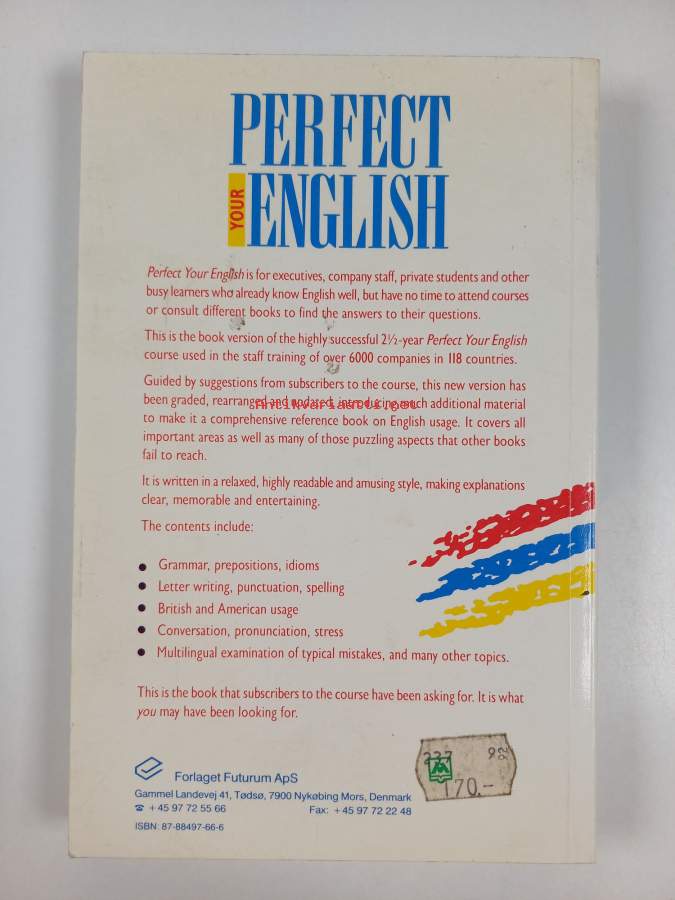 PERFECT
YOUR ENGLISH
Perfect Your English is for executives, company staff, private students and other
busy learners who already know English well, but have no time to attend courses
or consult different books to find the answers to their questions.
This is the book version of the highly successful 2½-year Perfect Your English
course used in the staff training of over 6000 companies in 118 countries.
Guided by suggestions from subscribers to the course, this new version has
been graded, rearranged and updated, introducing much additional material
to make it a comprehensive reference book on English usage. It covers all
important areas as well as many of those puzzling aspects that other books
fail to reach.
It is written in a relaxed, highly readable and amusing style, making explanations
clear, memorable and entertaining.
The contents include:
• Grammar, prepositions, idioms
• Letter writing, punctuation, spelling
• British and American usage
• Conversation, pronunciation, stress
• Multilingual examination of typical mistakes, and many other topics.
This is the book that subscribers to the course have been asking for. It is what
you may have been looking for.
Forlaget Futurum ApS
Gammel Landevej 41, Tødsø, 7900 Nykøbing Mors, Denmark
☎ +45 97 72 55 66 Fax: +45 97 72 22 48
ISBN: 87-88497-66-6
237 92
170.-